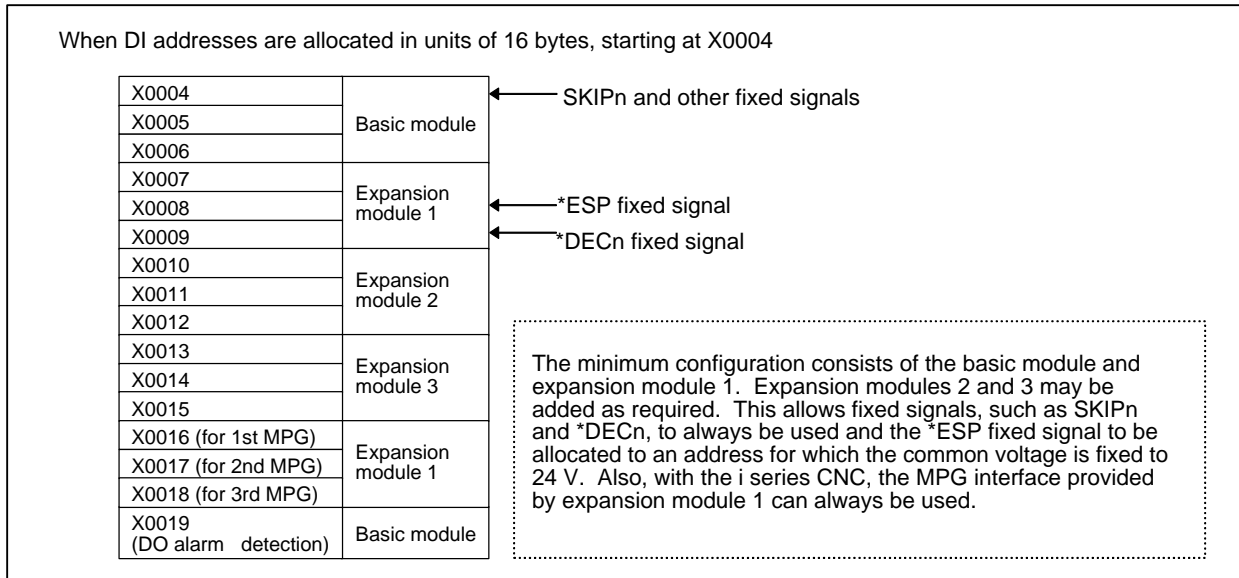 When DI addresses are allocated in units of 16 bytes, starting at X0004
X0004
X0005
X0006
Basic module
SKIPn and other fixed signals
X0007
X0008
X0009
Expansion
module 1
*ESP fixed signal
*DECn fixed signal
X0010
X0011
X0012
Expansion
module 2
X0013
X0014
X0015
Expansion
module 3
X0016 (for 1st MPG)
X0017 (for 2nd MPG)
X0018 (for 3rd MPG)
Expansion
module 1
X0019
(DO alarm detection)
Basic module
The minimum configuration consists of the basic module and
expansion module 1. Expansion modules 2 and 3 may be
added as required. This allows fixed signals, such as SKIPn
and *DECn, to always be used and the *ESP fixed signal to be
allocated to an address for which the common voltage is fixed to
24 V. Also, with the i series CNC, the MPG interface provided
by expansion module 1 can always be used.